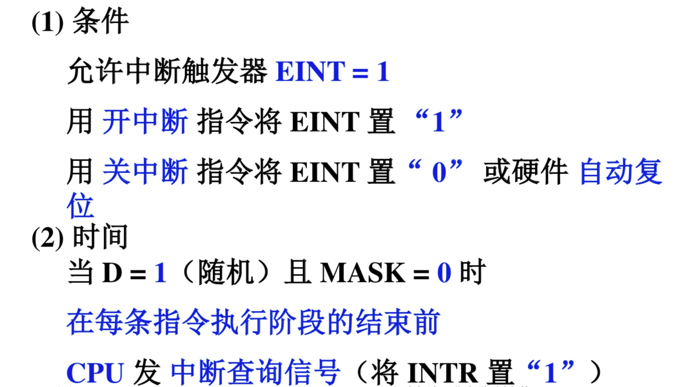 (1) 条件
允许中断触发器 EINT = 1
用 开中断 指令将 EINT 置 “1”
用 关中断 指令将 EINT 置 “ 0” 或硬件 自动复
位
(2) 时间
当 D = 1（随机）且 MASK = 0 时
在每条指令执行阶段的结束前
CPU 发 中断查询信号（将 INTR 置“1”）